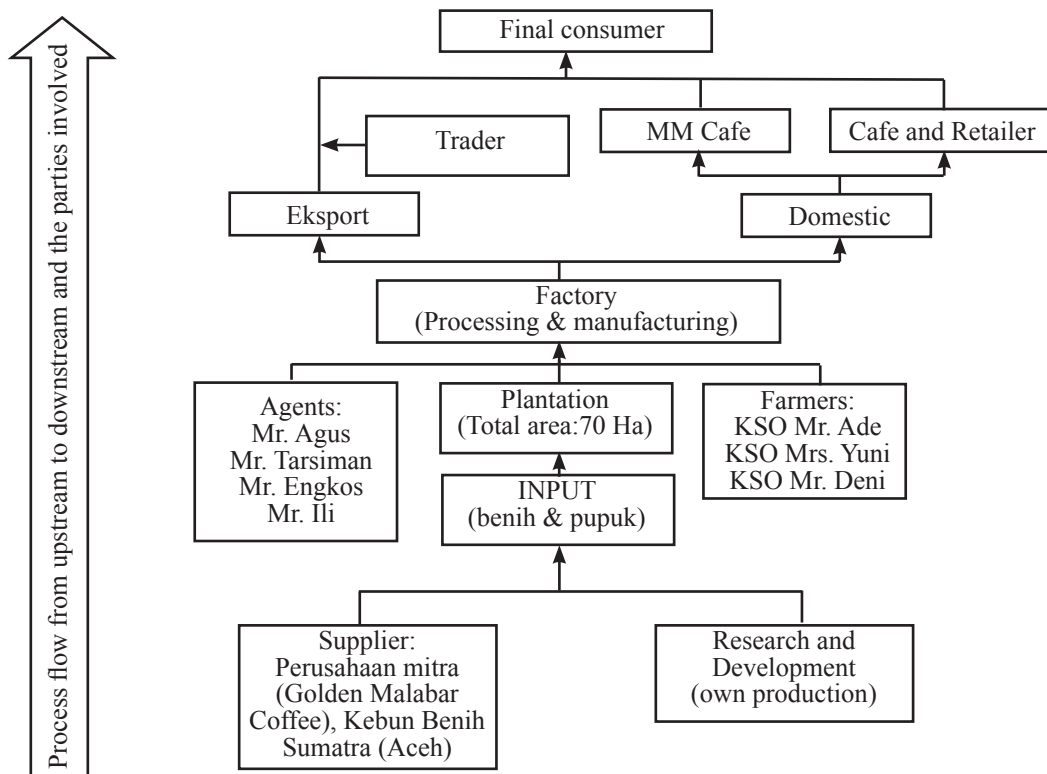 Process flow from upstream to downstream and the parties involved
Final consumer
Trader
MM Cafe
Cafe and Retailer
Eksport
Domestic
Factory
(Processing & manufacturing)
Agents:
Mr. Agus
Mr. Tarsiman
Mr. Engkos
Mr. Ili
Plantation
(Total area:70 Ha)
Farmers:
KSO Mr. Ade
KSO Mrs. Yuni
KSO Mr. Deni
INPUT
(benih & pupuk)
Supplier:
Perusahaan mitra
(Golden Malabar
Coffee), Kebun Benih
Sumatra (Aceh)
Research and
Development
(own production)